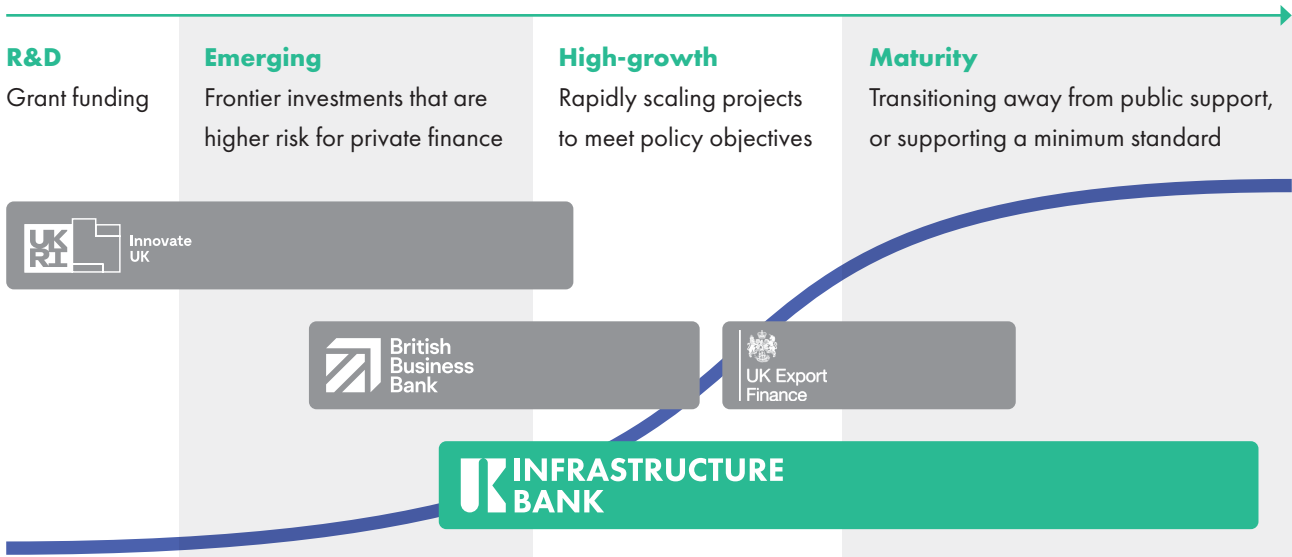 R&D
Grant funding
Emerging
Frontier investments that are
higher risk for private finance
High-growth
Rapidly scaling projects
to meet policy objectives
Maturity
Transitioning away from public support,
or supporting a minimum standard
UK
RI
Innovate
UK
British
Business
Bank
UK Export
Finance
UK INFRASTRUCTURE
BANK